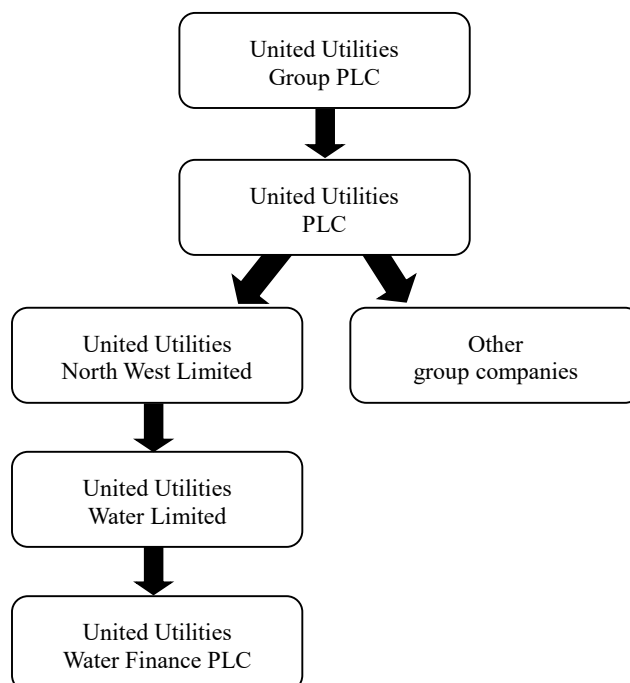 United Utilities
Group PLC
United Utilities
PLC
United Utilities
North West Limited
Other
group companies
United Utilities
Water Limited
United Utilities
Water Finance PLC